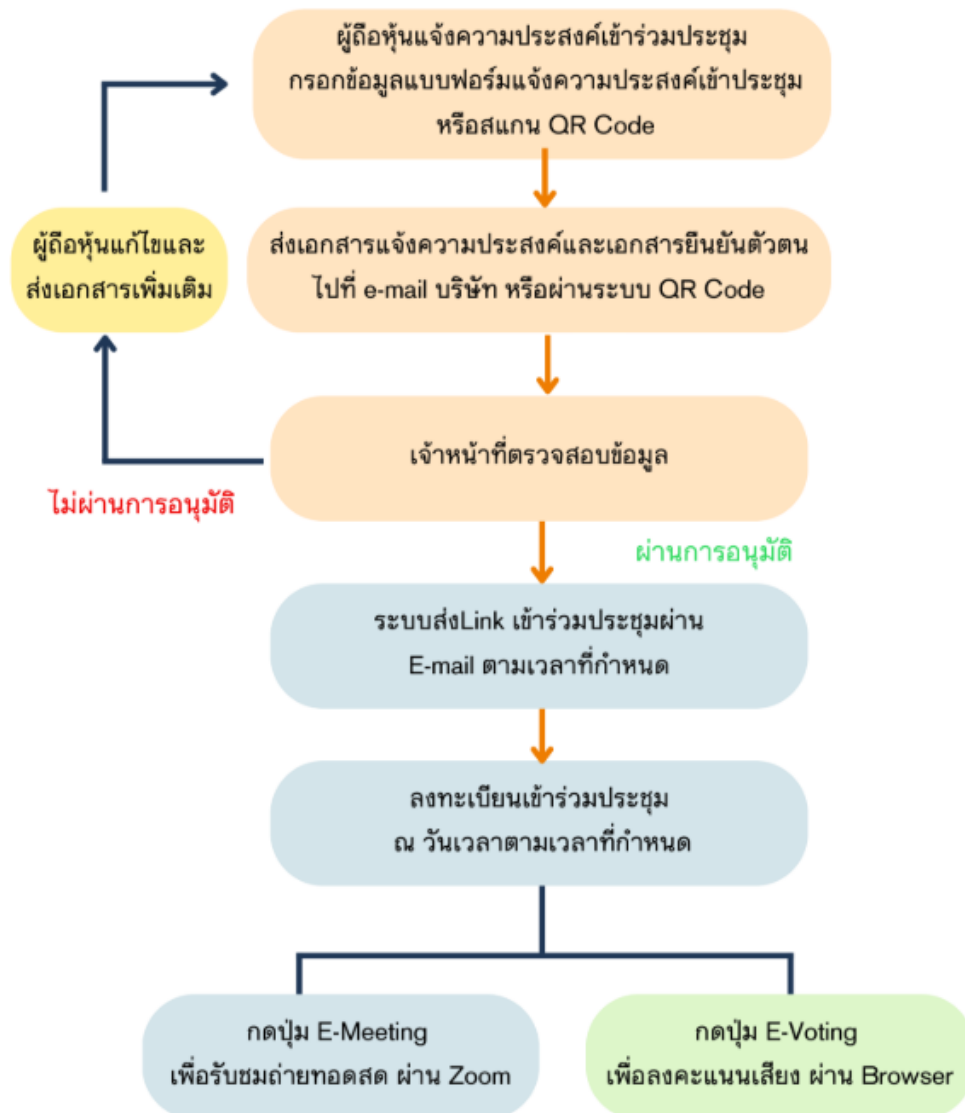 ผู้ถือหุ้นแจ้งความประสงค์เข้าร่วมประชุม
กรอกข้อมูลแบบฟอร์มแจ้งความประสงค์เข้าประชุม
หรือสแกน QR Code
ผู้ถือหุ้นแก้ไขและ
ส่งเอกสารเพิ่มเติม
ส่งเอกสารแจ้งความประสงค์และเอกสารยืนยันตัวตน
ไปที่ e-mail บริษัท หรือผ่านระบบ QR Code
เจ้าหน้าที่ตรวจสอบข้อมูล
ไม่ผ่านการอนุมัติ
ผ่านการอนุมัติ
ระบบส่งLink เข้าร่วมประชุมผ่าน
E-mail ตามเวลาที่กำหนด
ลงทะเบียนเข้าร่วมประชุม
ณ วันเวลาตามเวลาที่กำหนด
กดปุ่ม E-Meeting
เพื่อรับชมถ่ายทอดสด ผ่าน Zoom
กดปุ่ม E-Voting
เพื่อลงคะแนนเสียง ผ่าน Browser